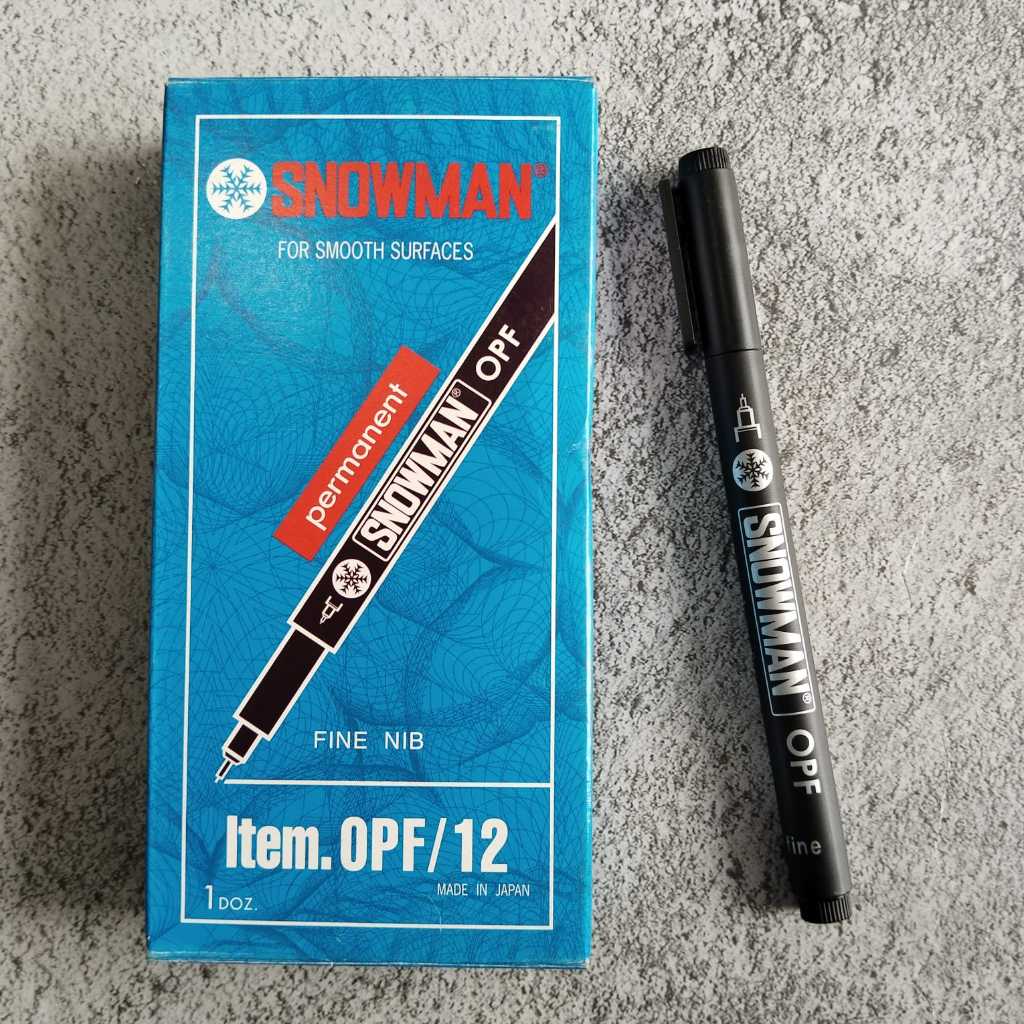 SNOWMAN®
FOR SMOOTH SURFACES
permanent
SNOWMAN® OPF
FINE NIB
Item. OPF/12
MADE IN JAPAN
1 DOZ.
SNOWMAN® OPF
fine